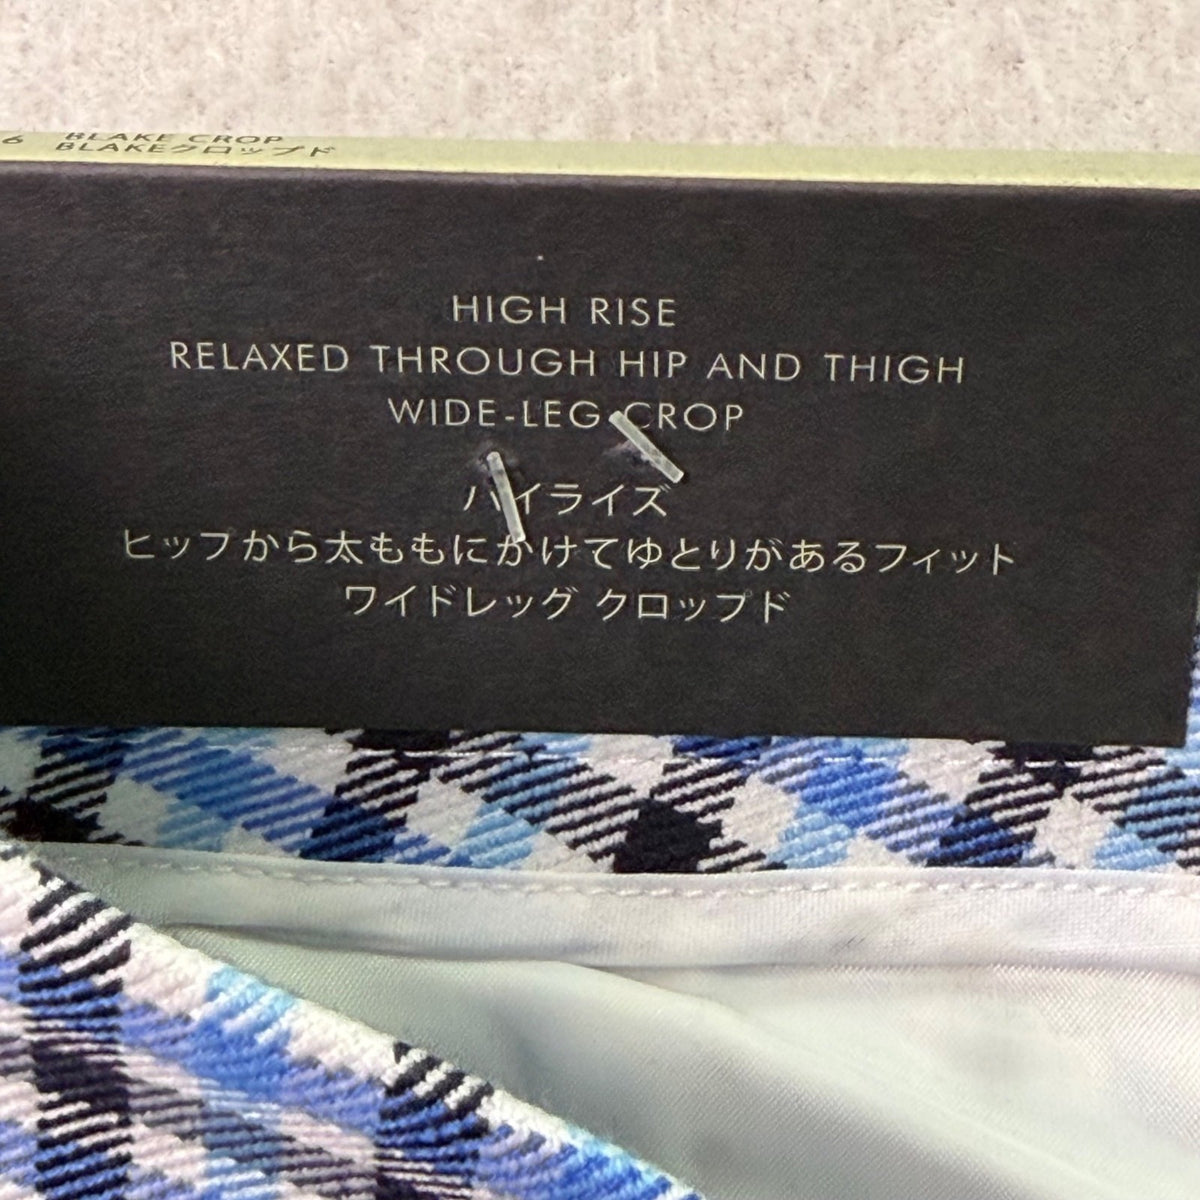 6 BLAKE CROP
BLAKEクロップド
HIGH RISE
RELAXED THROUGH HIP AND THIGH
WIDE-LEG CROP
ハイライズ
ヒップから太ももにかけてゆとりがあるフィット
ワイドレッグ クロップド